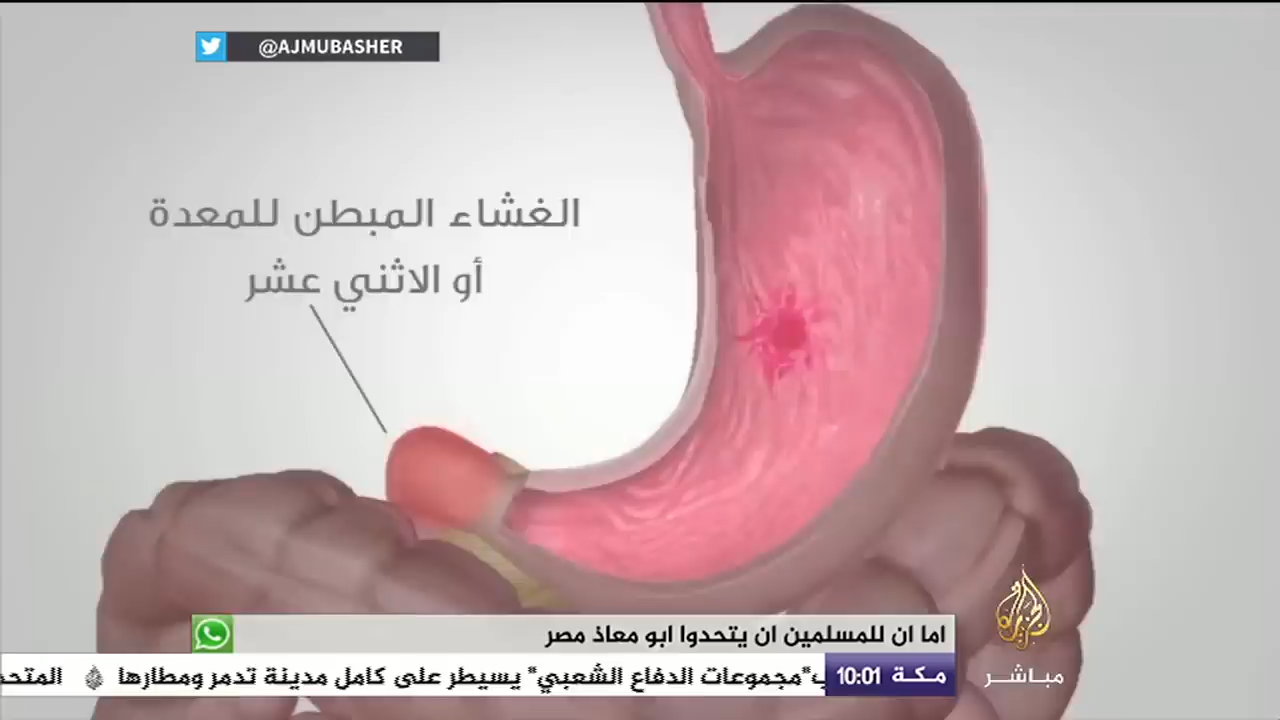 @AJMUBASHER
الغشاء المبطن للمعدة
أو الاثني عشر
اما ان للمسلمين ان يتحدوا ابو معاذ مصر
مكة 10:01
"مجموعات الدفاع الشعبي" يسيطر على كامل مدينة تدمر ومطارها
الجزيرة
مباشر